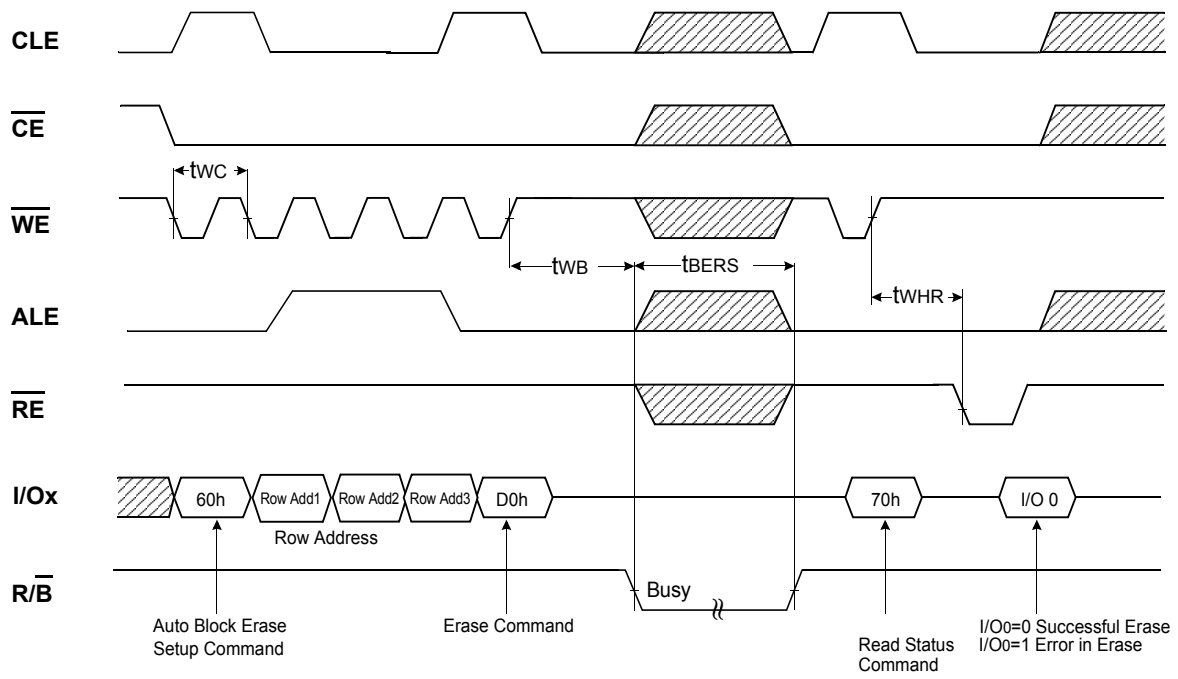 CLE
CE
tWC
WE
tWB
tBERS
tWHR
ALE
RE
I/Ox
60h
Row Add1
Row Add2
Row Add3
D0h
70h
I/O 0
Row Address
R/B
Busy
Auto Block Erase
Setup Command
Erase Command
Read Status
Command
I/O0=0 Successful Erase
I/O0=1 Error in Erase